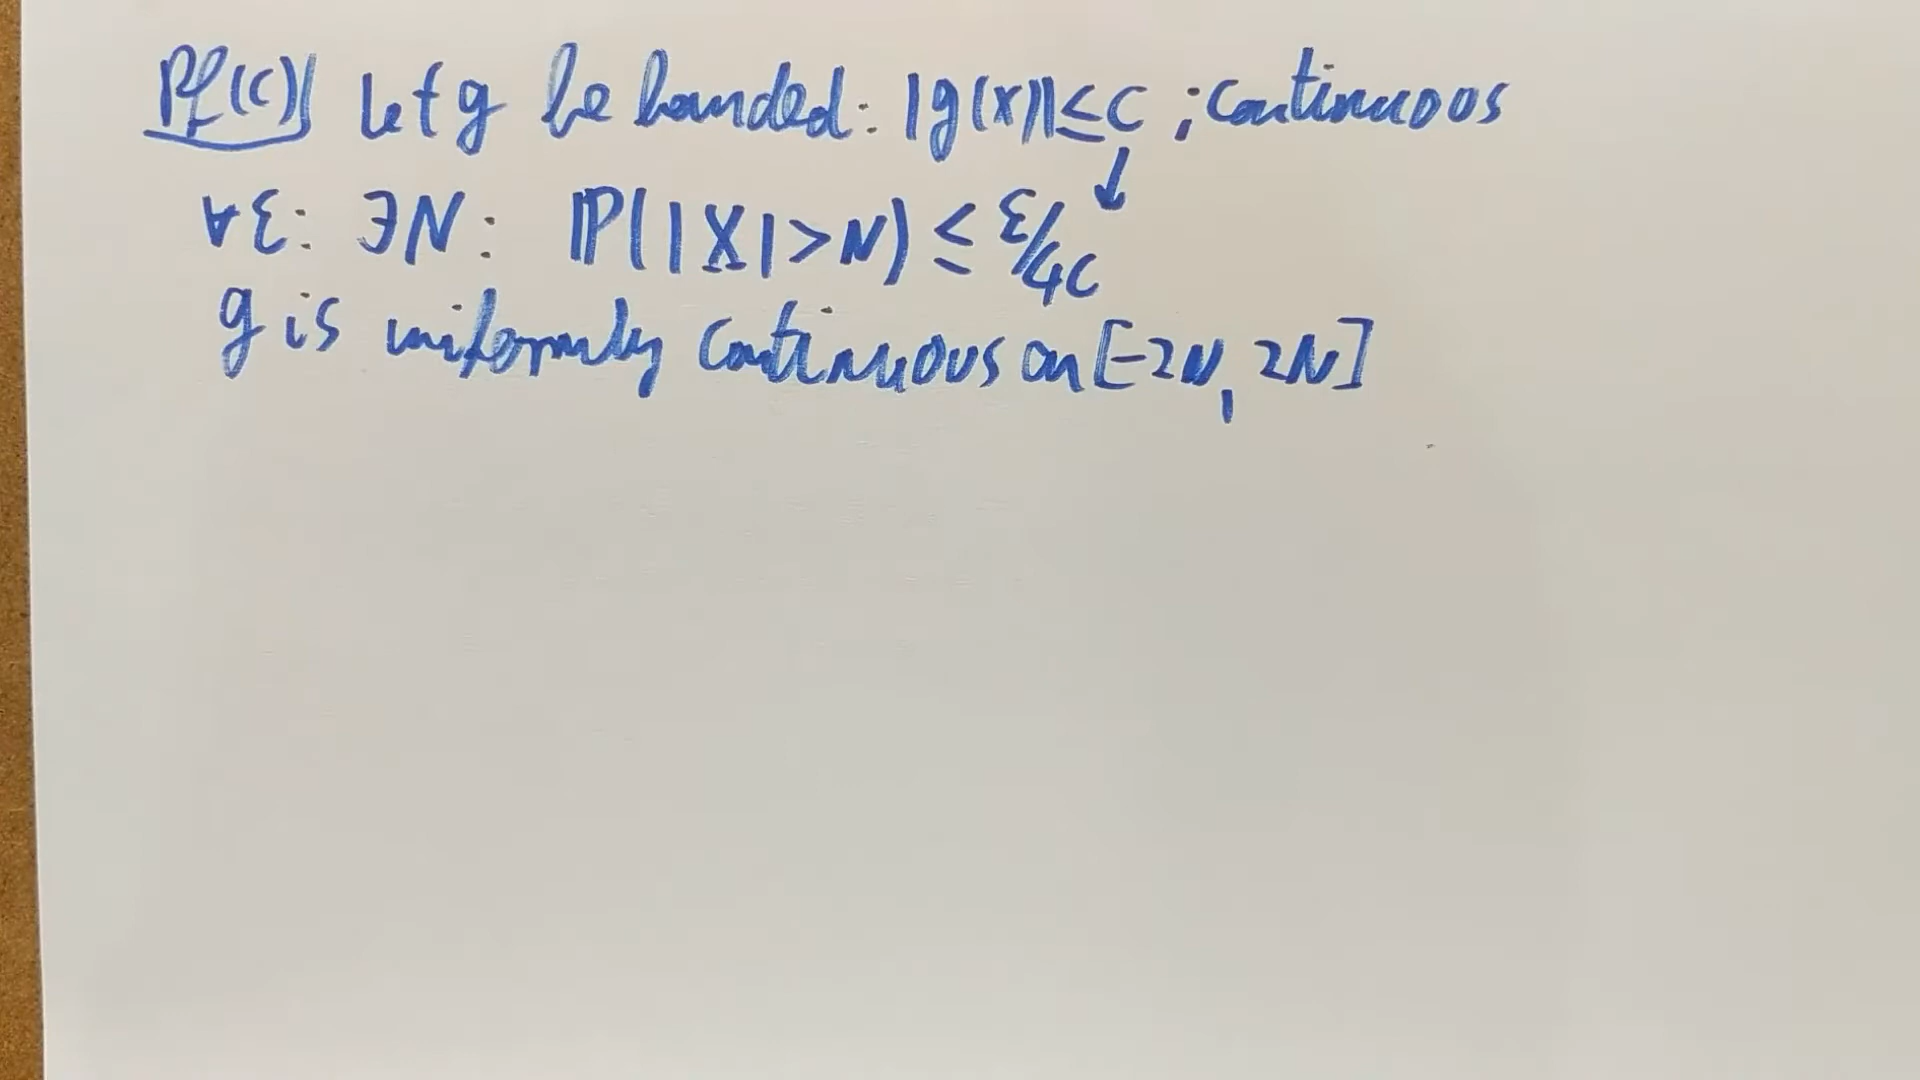 Pf(c)] Let g be bounded: |g(x)|≤C ; continuous
∀ε: ∃N: ℙ(|X|>N) ≤ ε/4C
g is uniformly continuous on [-2N, 2N]